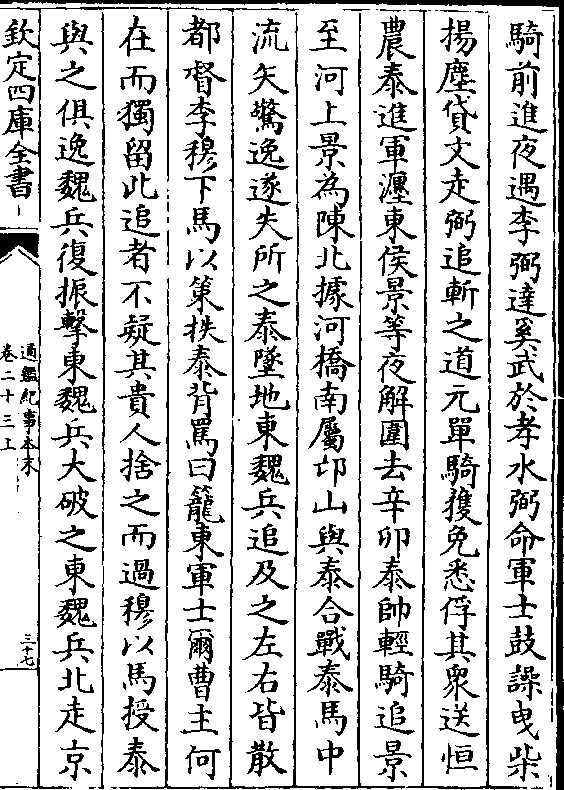 騎前進夜遇李弼達奚武於孝水弼命軍士鼓譟曳柴
揚塵貸文走弼追斬之道元單騎獲免悉俘其衆送恒
農泰進軍瀍東侯景等夜解圍去辛卯泰帥輕騎追景
至河上景為陳北據河橋南屬邙山與泰合戰泰馬中
流矢驚逸遂失所之泰墜地東魏兵追及之左右皆散
都督李穆下馬以策抶泰背罵曰籠東軍士爾曹主何
在而獨留此追者不疑其貴人捨之而過穆以馬授泰
與之俱逸魏兵復振擊東魏兵大破之東魏兵北走京
欽定四庫全書
通鑑紀事本末
卷二十三上
三十七